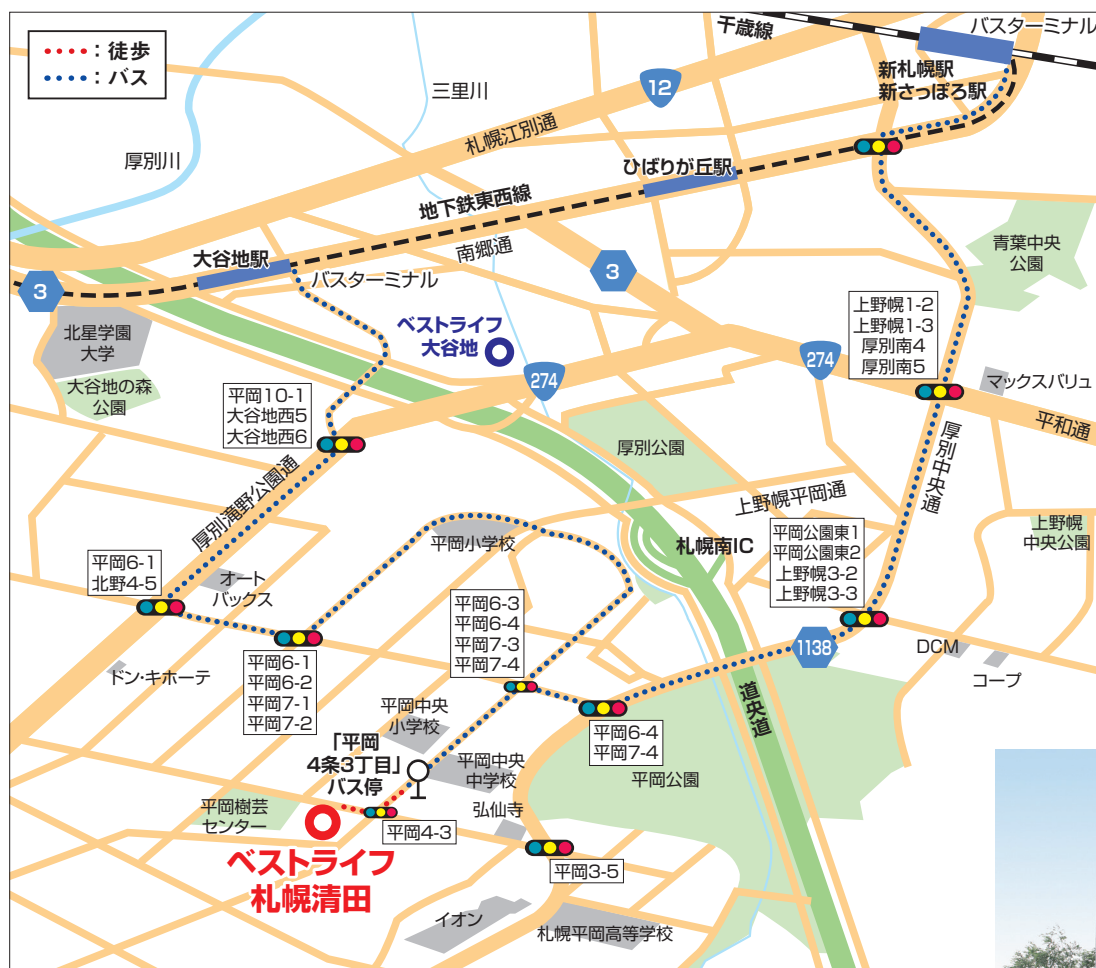 ：徒歩
：バス
千歳線
バスターミナル
新札幌駅
新さっぽろ駅
12
三里川
札幌江別通
厚別川
ひばりが丘駅
地下鉄東西線
南郷通
大谷地駅
バスターミナル
3
3
青葉中央
公園
北星学園
大学
大谷地の森
公園
ベストライフ
大谷地
274
274
上野幌1-2
上野幌1-3
厚別南4
厚別南5
マックスバリュ
平和通
平岡10-1
大谷地西5
大谷地西6
厚別公園
厚別中央通
厚別滝野公園通
上野幌平岡通
上野幌
中央公園
平岡小学校
札幌南IC
平岡公園東1
平岡公園東2
上野幌3-2
上野幌3-3
平岡6-1
北野4-5
オート
バックス
平岡6-3
平岡6-4
平岡7-3
平岡7-4
1138
DCM
コープ
ドン・キホーテ
平岡6-1
平岡6-2
平岡7-1
平岡7-2
道央道
平岡中央
小学校
平岡6-4
平岡7-4
「平岡
4条3丁目」
バス停
平岡中央
中学校
平岡公園
平岡樹芸
センター
弘仙寺
平岡4-3
平岡3-5
ベストライフ
札幌清田
イオン
札幌平岡高等学校